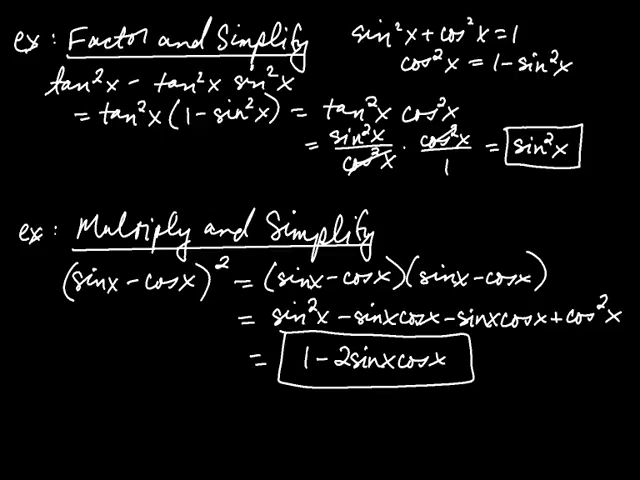 ex: Factor and Simplify
sin²x + cos²x = 1
cos²x = 1 - sin²x
tan²x - tan²x sin²x
= tan²x (1 - sin²x) = tan²x cos²x
= sin²x/cos²x · cos²x/1 = sin²x
ex: Multiply and Simplify
(sinx - cosx)² = (sinx - cosx)(sinx - cosx)
= sin²x - sinxcosx - sinxcosx + cos²x
= 1 - 2sinxcosx